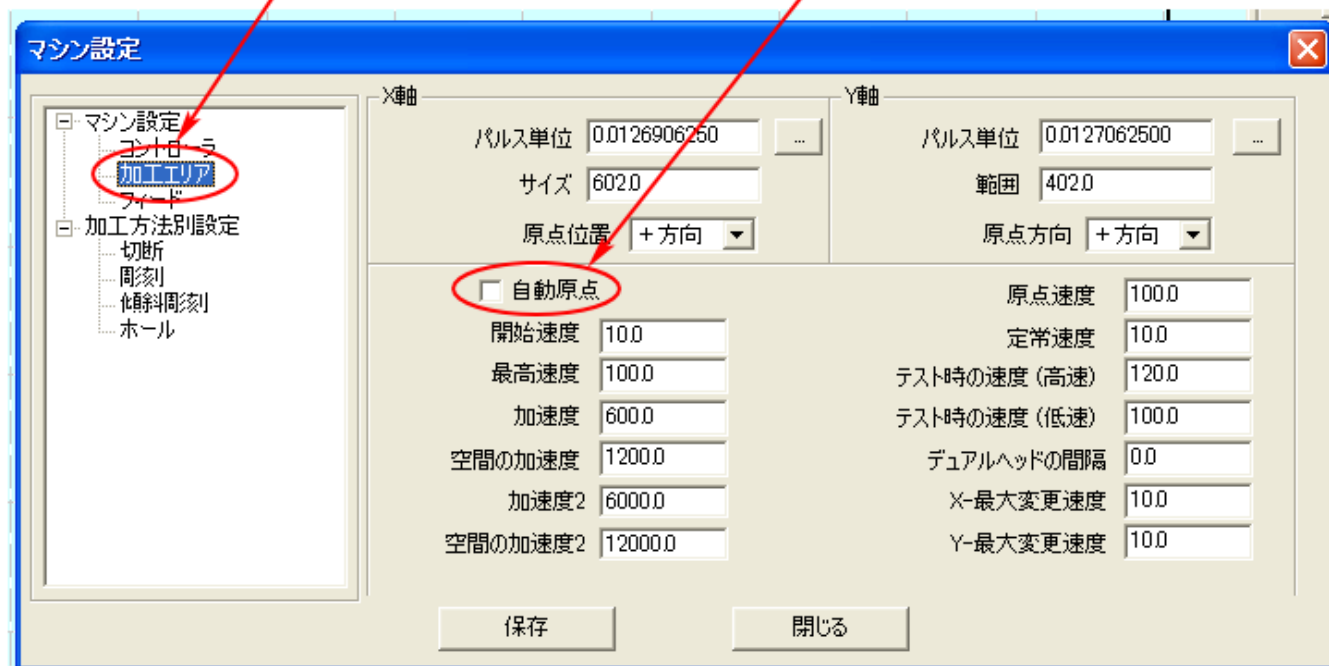 マシン設定
マシン設定
コントローラ
加工エリア
フィード
加工方法別設定
切断
彫刻
傾斜彫刻
ホール
X軸
パルス単位 0.0126906250 ...
サイズ 602.0
原点位置 +方向
Y軸
パルス単位 0.0127062500 ...
範囲 402.0
原点方向 +方向
自動原点
開始速度 10.0
最高速度 100.0
加速度 600.0
空間の加速度 1200.0
加速度2 6000.0
空間の加速度2 12000.0
原点速度 100.0
定常速度 10.0
テスト時の速度(高速) 120.0
テスト時の速度(低速) 100.0
デュアルヘッドの間隔 0.0
X-最大変更速度 10.0
Y-最大変更速度 10.0
保存 閉じる